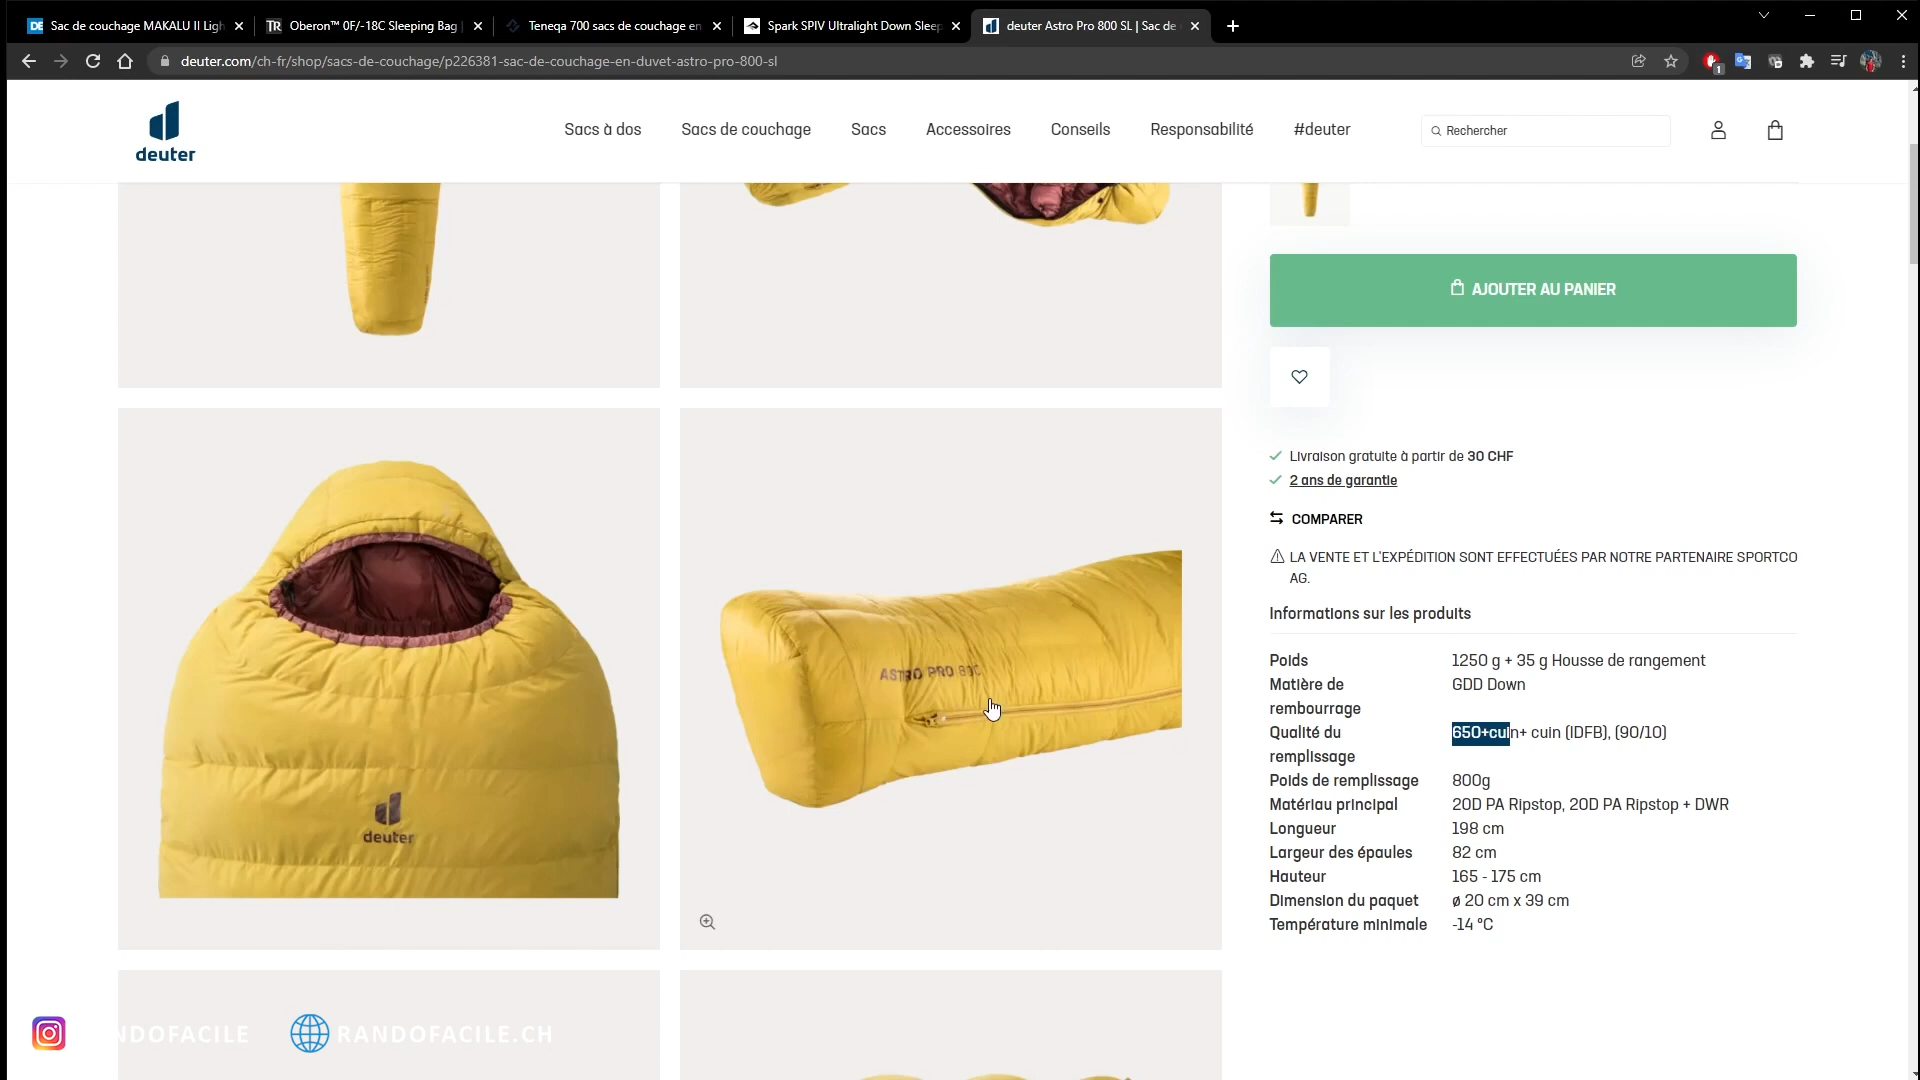 DE Sac de couchage MAKALU II Ligh
TR Oberon™ 0F/-18C Sleeping Bag
Teneqa 700 sacs de couchage en
Spark SPIV Ultralight Down Sleep
deuter Astro Pro 800 SL | Sac de
deuter.com/ch-fr/shop/sacs-de-couchage/p226381-sac-de-couchage-en-duvet-astro-pro-800-sl
1
deuter
Sacs à dos
Sacs de couchage
Sacs
Accessoires
Conseils
Responsabilité
#deuter
Rechercher
AJOUTER AU PANIER
Livraison gratuite à partir de 30 CHF
2 ans de garantie
COMPARER
LA VENTE ET L'EXPÉDITION SONT EFFECTUÉES PAR NOTRE PARTENAIRE SPORTCO
AG.
Informations sur les produits
Poids 1250 g + 35 g Housse de rangement
Matière de GDD Down
rembourrage
Qualité du 650+cuin+ cuin (IDFB), (90/10)
remplissage
Poids de remplissage 800g
Matériau principal 20D PA Ripstop, 20D PA Ripstop + DWR
Longueur 198 cm
Largeur des épaules 82 cm
Hauteur 165 - 175 cm
Dimension du paquet ø 20 cm x 39 cm
Température minimale -14 °C
ASTRO PRO 800
deuter
NDOFACILE
RANDOFACILE.CH